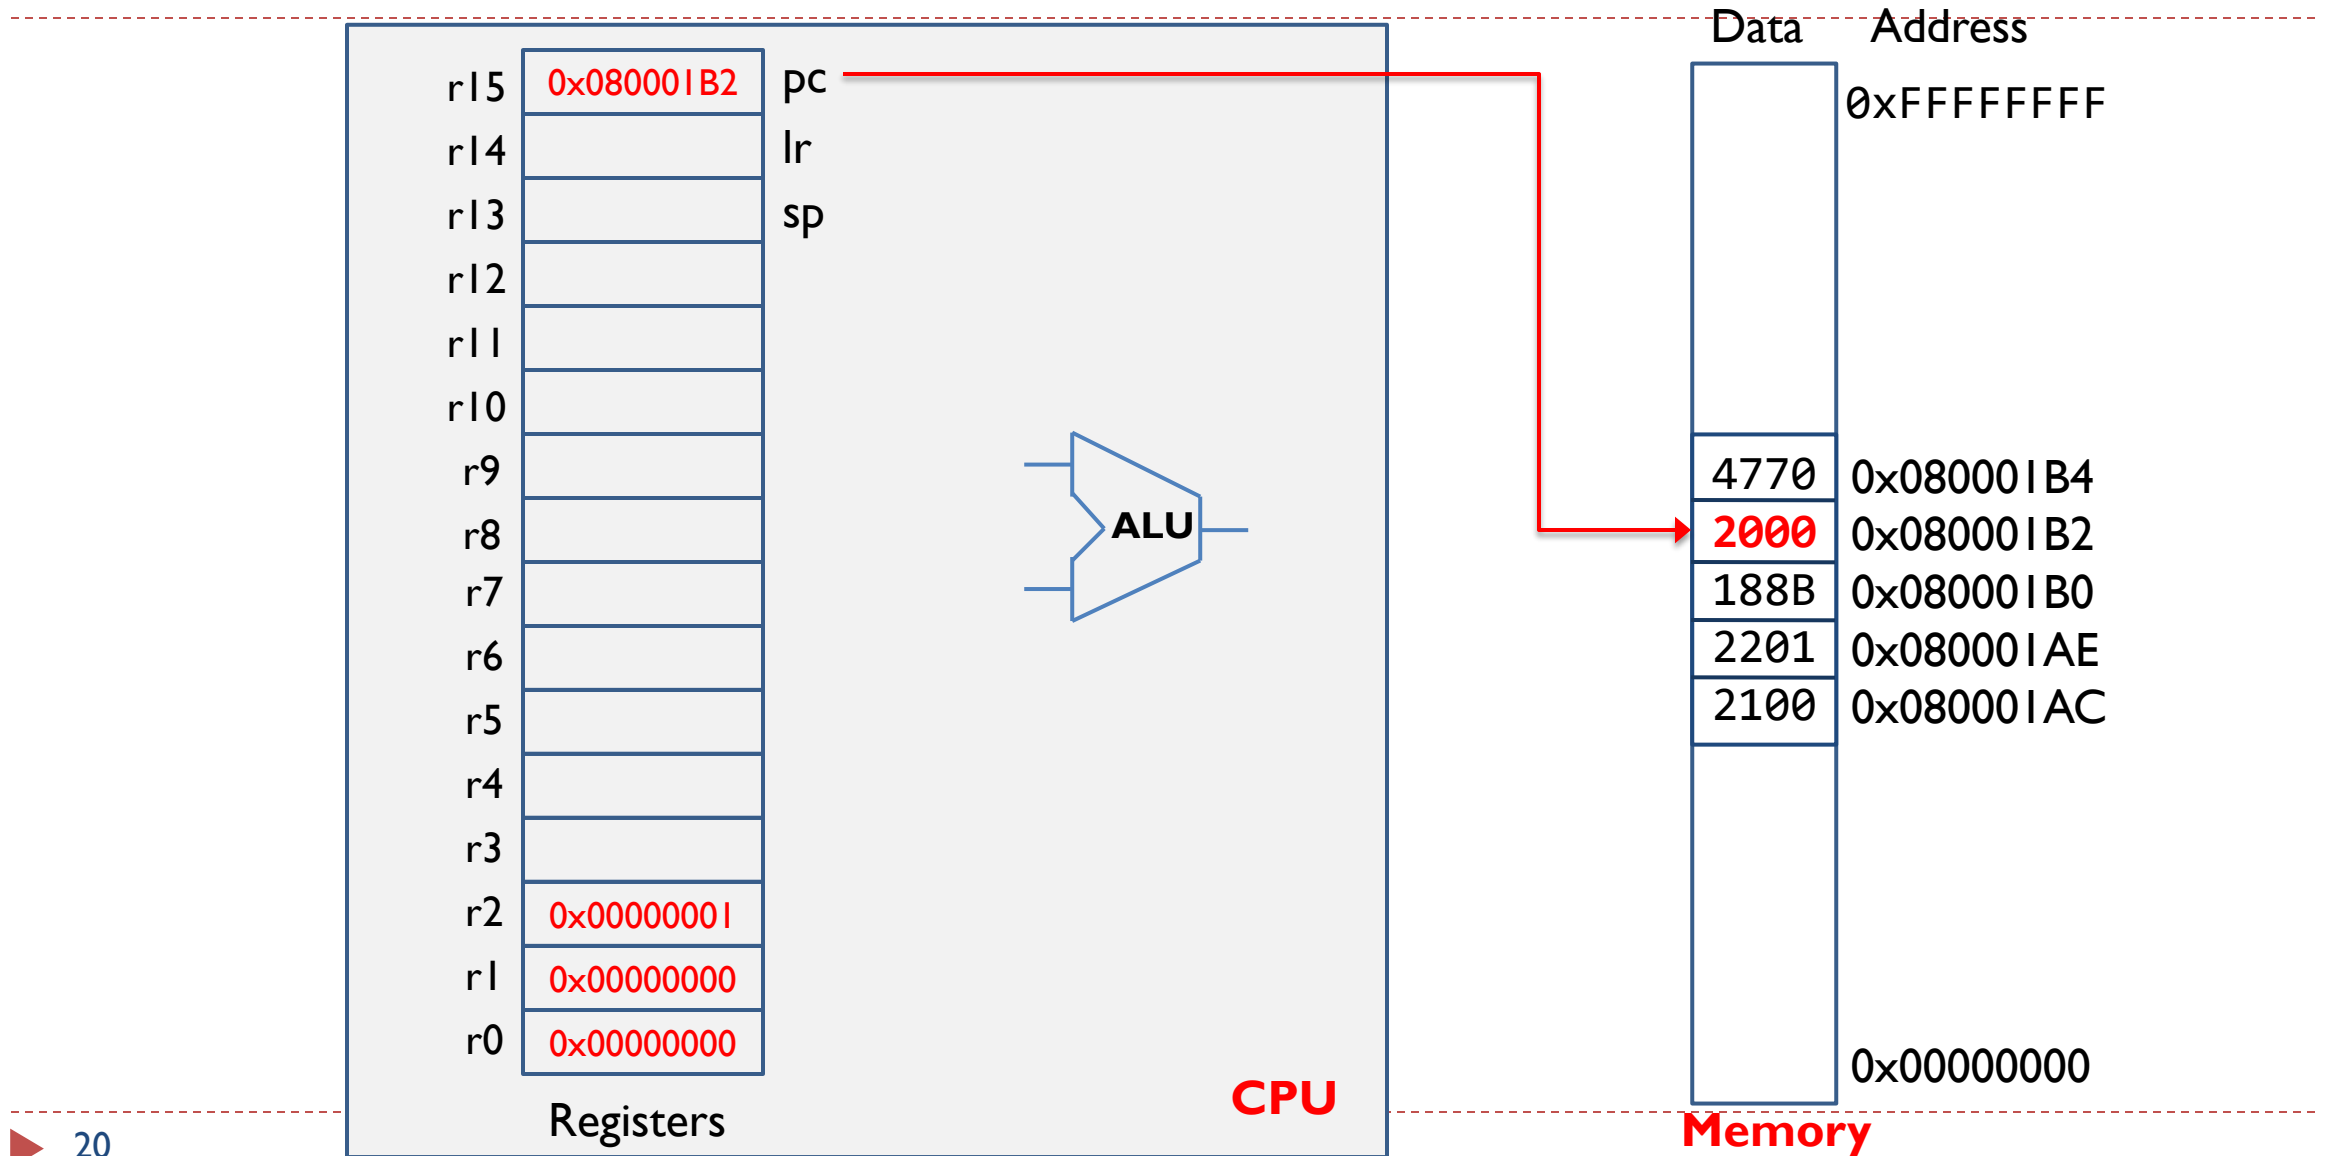 Data Address
r15 0x080001B2 pc
0xFFFFFFFF
r14 lr
r13 sp
r12
r11
r10
r9
4770 0x080001B4
r8
ALU
2000 0x080001B2
r7
188B 0x080001B0
r6
2201 0x080001AE
r5
2100 0x080001AC
r4
r3
r2 0x00000001
r1 0x00000000
r0 0x00000000
0x00000000
CPU
Registers
Memory
20